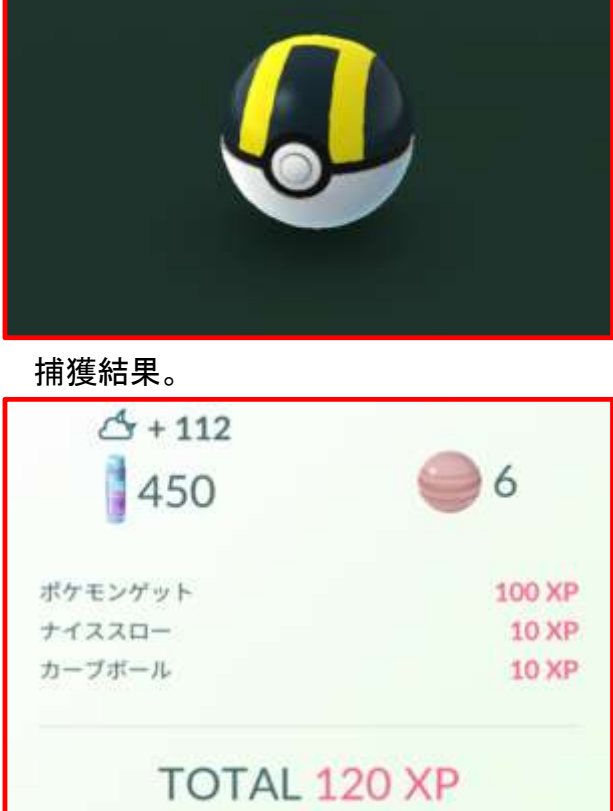 捕獲結果。
+ 112
450
6
ポケモンゲット 100 XP
ナイススロー 10 XP
カーブボール 10 XP
TOTAL 120 XP